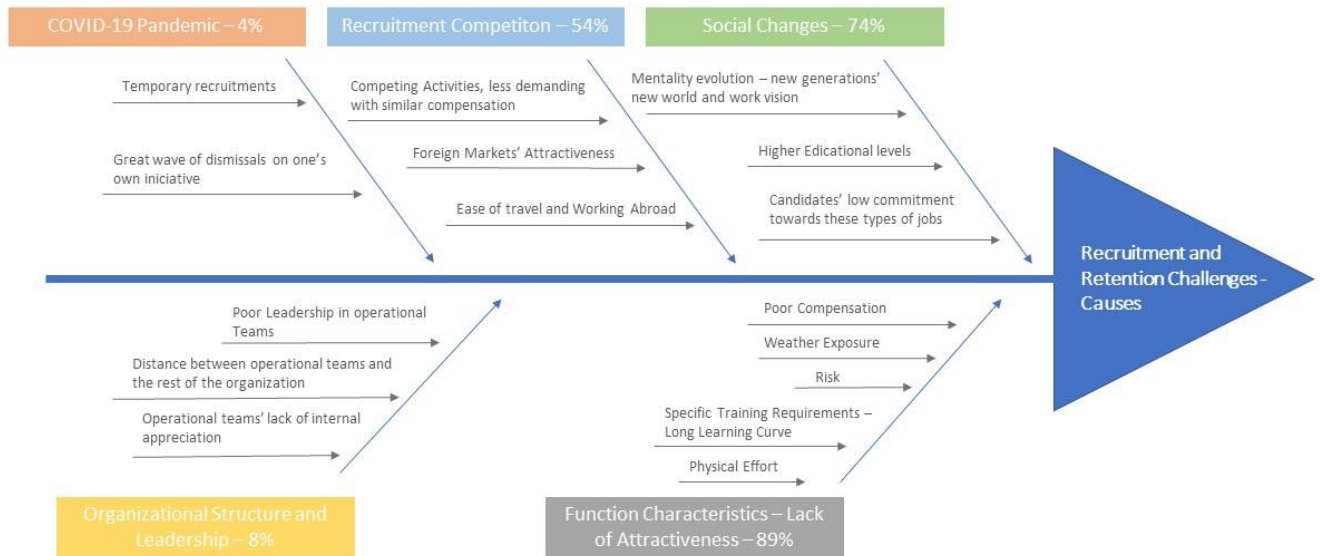 COVID-19 Pandemic – 4%
Recruitment Competiton – 54%
Social Changes – 74%
Temporary recruitments
Great wave of dismissals on one's
own iniciative
Competing Activities, less demanding
with similar compensation
Foreign Markets' Attractiveness
Ease of travel and Working Abroad
Mentality evolution – new generations'
new world and work vision
Higher Edicational levels
Candidates' low commitment
towards these types of jobs
Recruitment and
Retention Challenges -
Causes
Poor Leadership in operational
Teams
Distance between operational teams and
the rest of the organization
Operational teams' lack of internal
appreciation
Poor Compensation
Weather Exposure
Risk
Specific Training Requirements –
Long Learning Curve
Physical Effort
Organizational Structure and
Leadership – 8%
Function Characteristics – Lack
of Attractiveness – 89%